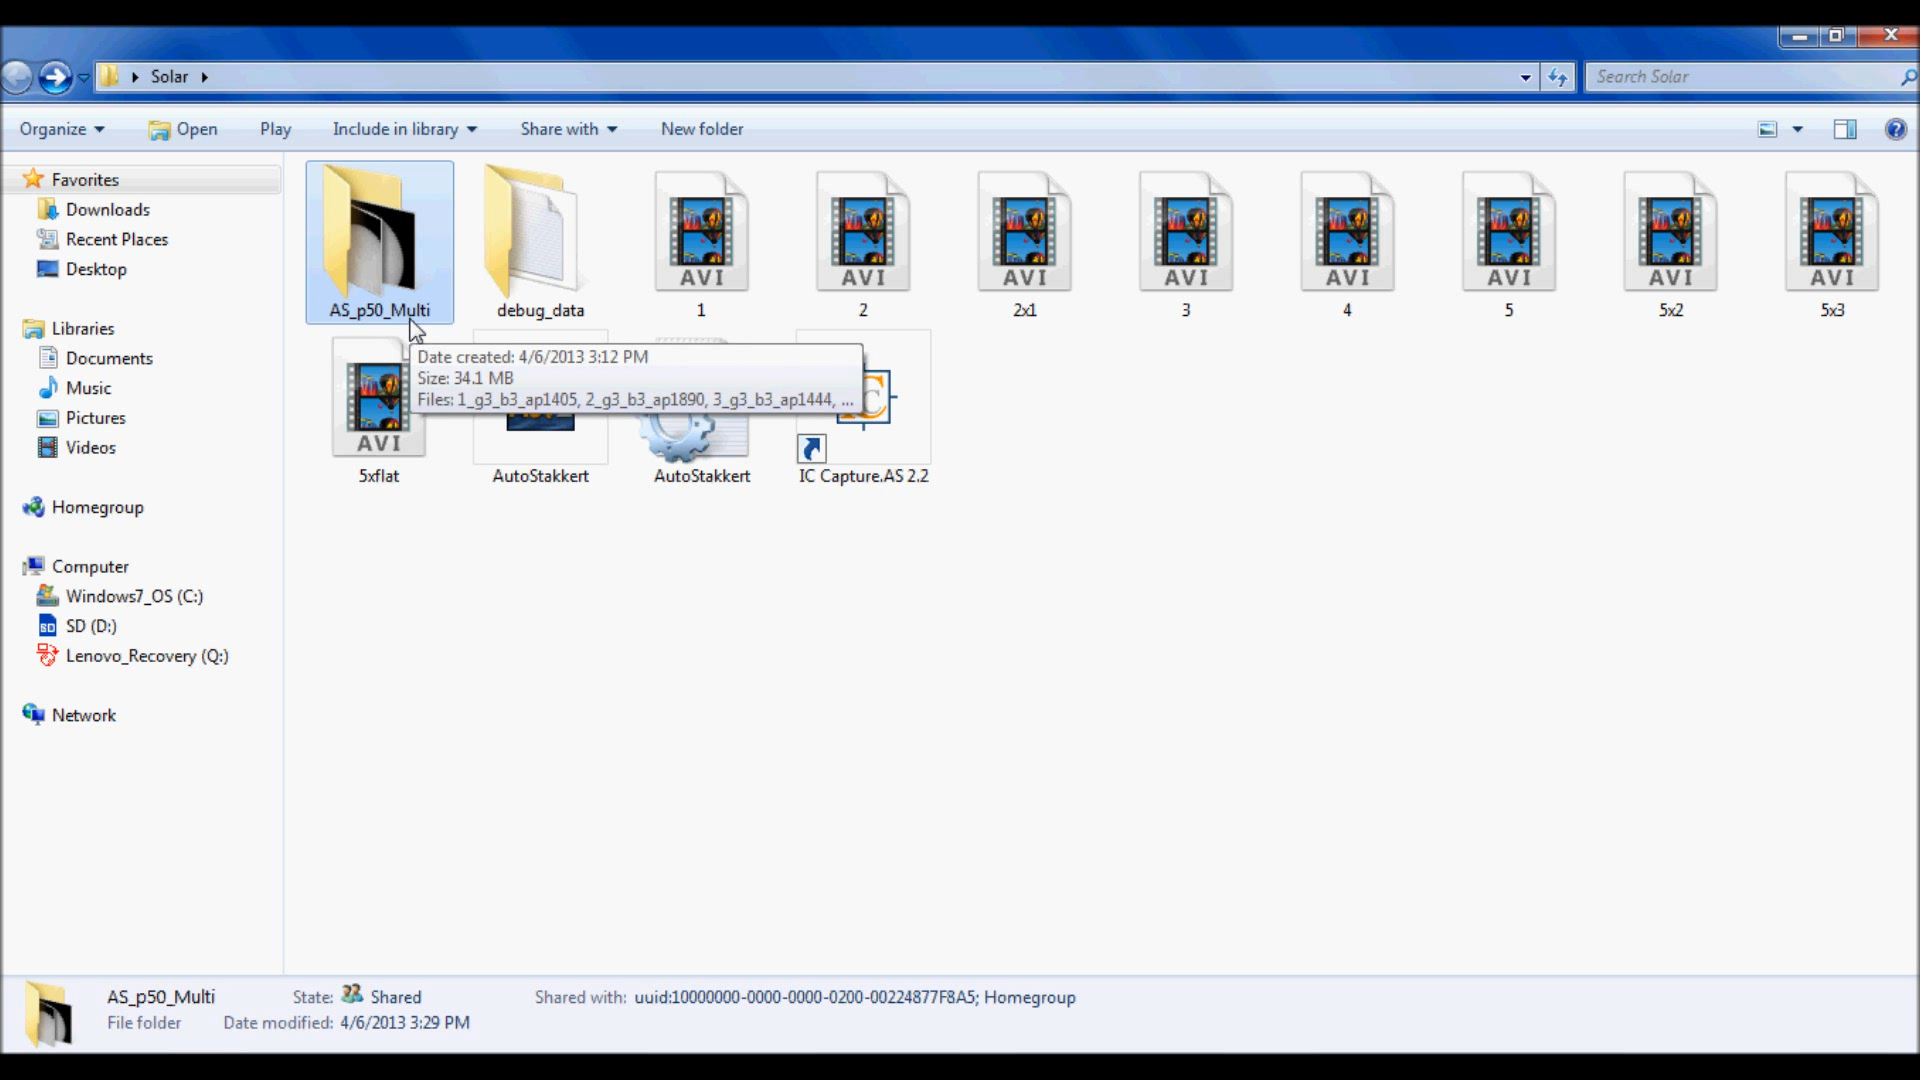 Solar
Search Solar
Organize
Open
Play
Include in library
Share with
New folder
Favorites
Downloads
Recent Places
Desktop
Libraries
Documents
Music
Pictures
Videos
Homegroup
Computer
Windows7_OS (C:)
SD (D:)
Lenovo_Recovery (Q:)
Network
AS_p50_Multi
debug_data
AVI
1
AVI
2
AVI
2x1
AVI
3
AVI
4
AVI
5
AVI
5x2
AVI
5x3
Date created: 4/6/2013 3:12 PM
Size: 34.1 MB
Files: 1_g3_b3_ap1405, 2_g3_b3_ap1890, 3_g3_b3_ap1444, ...
AVI
5xflat
AutoStakkert
AutoStakkert
IC Capture.AS 2.2
AS_p50_Multi State: Shared Shared with: uuid:10000000-0000-0000-0200-00224877F8A5; Homegroup
File folder Date modified: 4/6/2013 3:29 PM